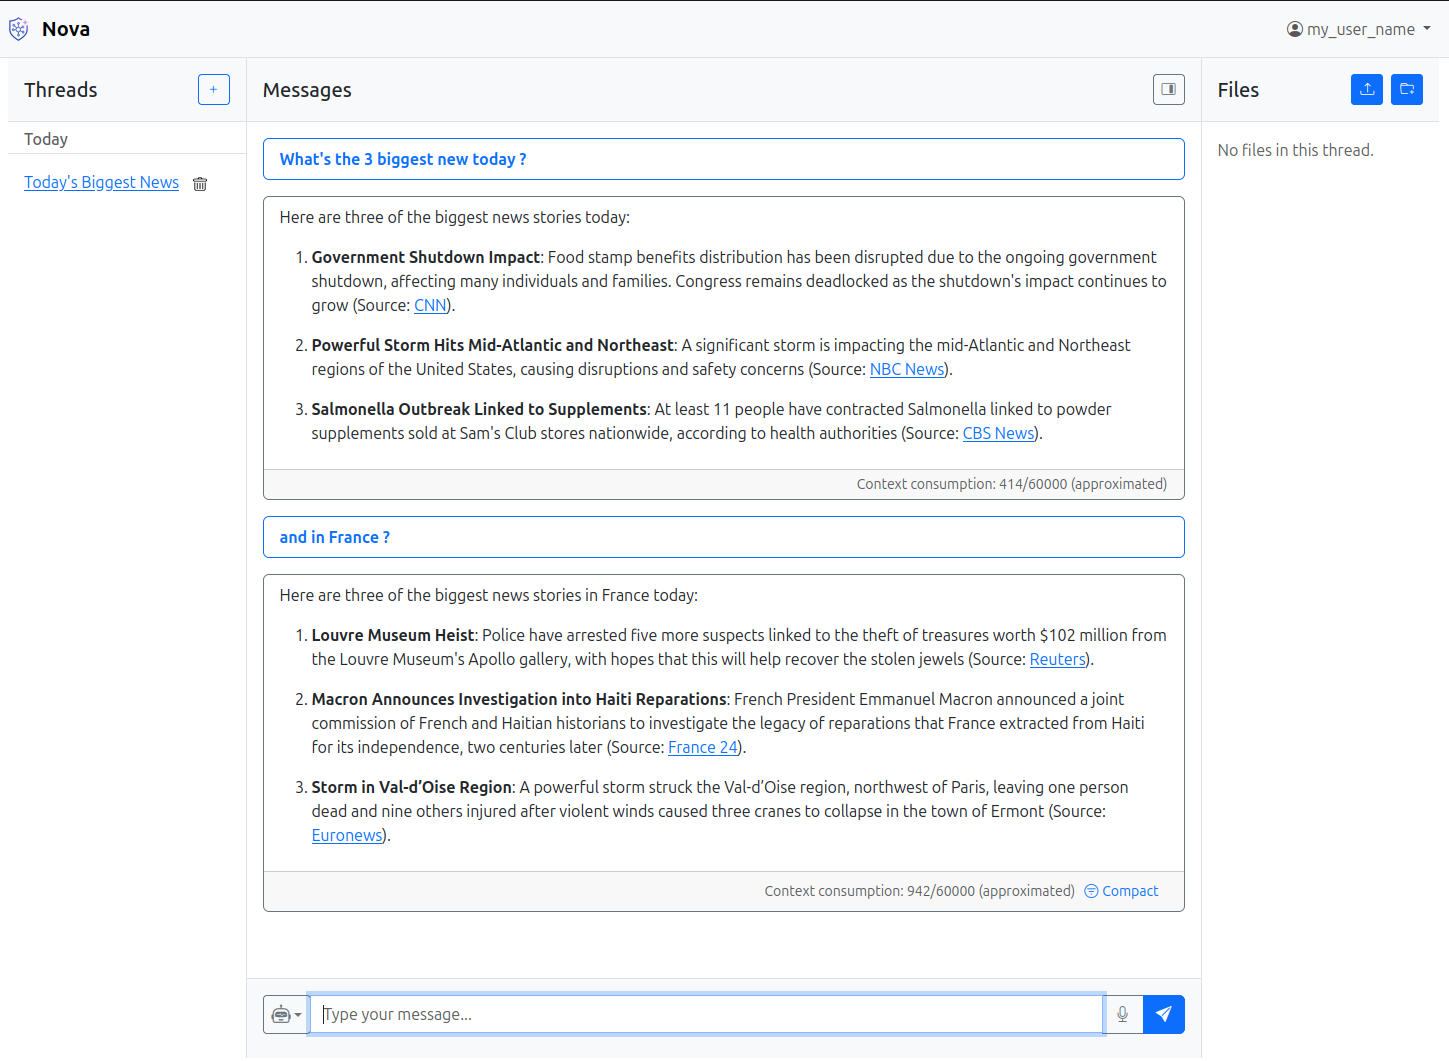 Nova
my_user_name
Threads
+
Messages
Files
Today
Today's Biggest News
No files in this thread.
What's the 3 biggest new today ?
Here are three of the biggest news stories today:
1. Government Shutdown Impact: Food stamp benefits distribution has been disrupted due to the ongoing government
shutdown, affecting many individuals and families. Congress remains deadlocked as the shutdown's impact continues to
grow (Source: CNN).
2. Powerful Storm Hits Mid-Atlantic and Northeast: A significant storm is impacting the mid-Atlantic and Northeast
regions of the United States, causing disruptions and safety concerns (Source: NBC News).
3. Salmonella Outbreak Linked to Supplements: At least 11 people have contracted Salmonella linked to powder
supplements sold at Sam's Club stores nationwide, according to health authorities (Source: CBS News).
Context consumption: 414/60000 (approximated)
and in France ?
Here are three of the biggest news stories in France today:
1. Louvre Museum Heist: Police have arrested five more suspects linked to the theft of treasures worth $102 million from
the Louvre Museum's Apollo gallery, with hopes that this will help recover the stolen jewels (Source: Reuters).
2. Macron Announces Investigation into Haiti Reparations: French President Emmanuel Macron announced a joint
commission of French and Haitian historians to investigate the legacy of reparations that France extracted from Haiti
for its independence, two centuries later (Source: France 24).
3. Storm in Val-d’Oise Region: A powerful storm struck the Val-d’Oise region, northwest of Paris, leaving one person
dead and nine others injured after violent winds caused three cranes to collapse in the town of Ermont (Source:
Euronews).
Context consumption: 942/60000 (approximated) Compact
Type your message...